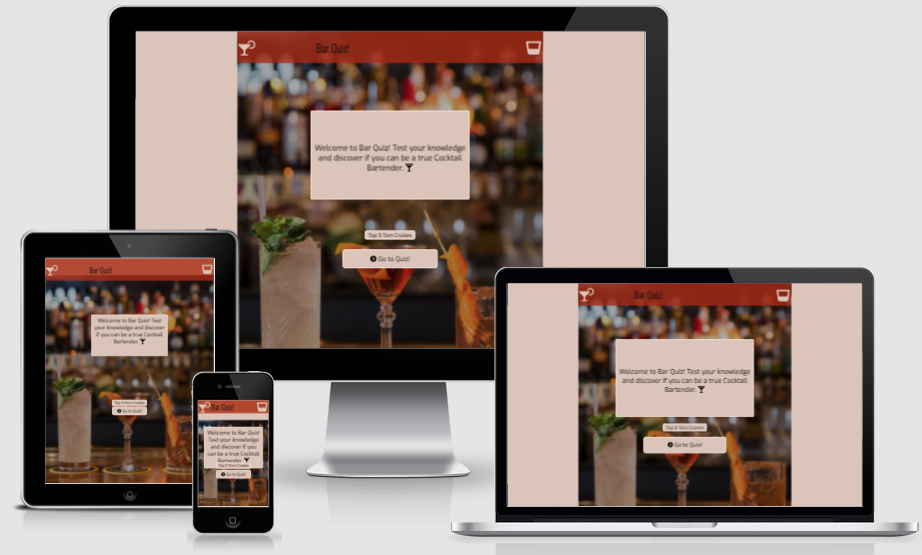 Bar Quiz!
Welcome to Bar Quiz! Test your knowledge
and discover if you can be a true Cocktail
Bartender.
Top 5 Tom Cruises
Go to Quiz!
Bar Quiz!
Welcome to Bar Quiz! Test
your knowledge and discover
if you can be a true Cocktail
Bartender.
Top 5 Tom Cruises
Go to Quiz!
Bar Quiz!
Welcome to Bar Quiz! Test
your knowledge and
discover if you can be a
true Cocktail Bartender.
Top 5 Tom Cruises
Go to Quiz!
Bar Quiz!
Welcome to Bar Quiz! Test your knowledge
and discover if you can be a true Cocktail
Bartender.
Top 5 Tom Cruises
Go to Quiz!